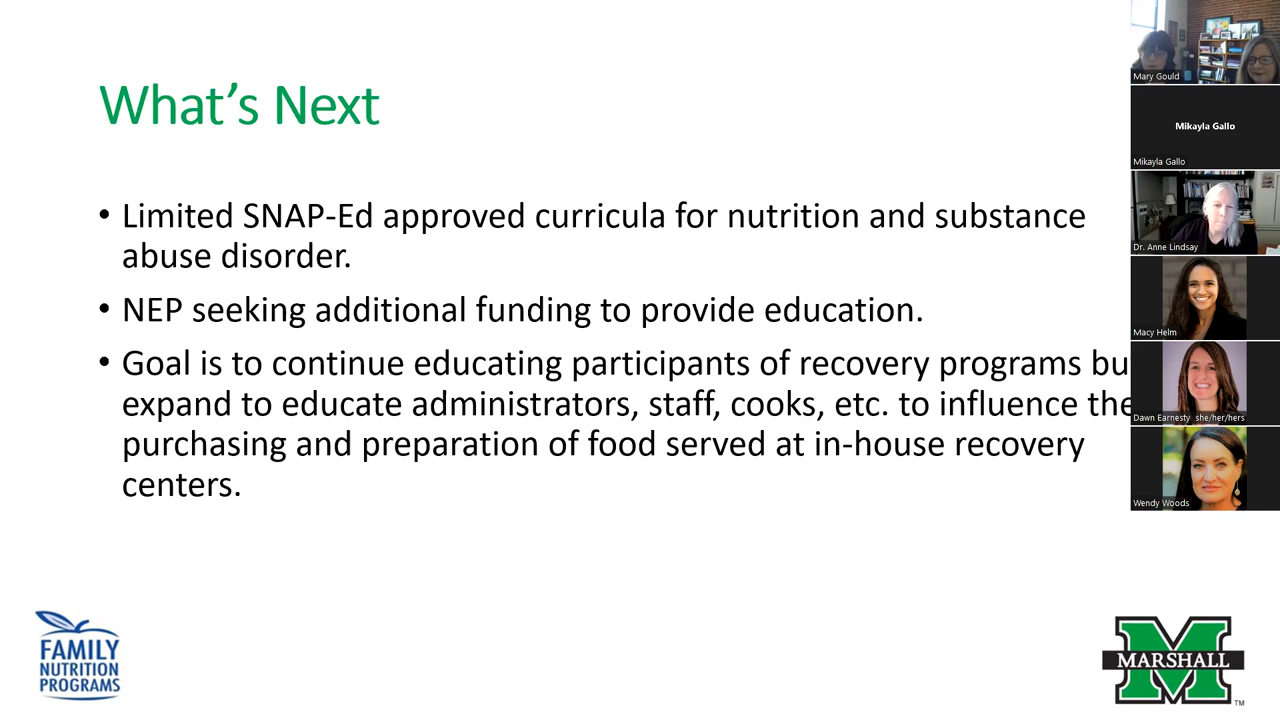 What's Next
• Limited SNAP-Ed approved curricula for nutrition and substance
abuse disorder.
• NEP seeking additional funding to provide education.
• Goal is to continue educating participants of recovery programs bu
expand to educate administrators, staff, cooks, etc. to influence the
purchasing and preparation of food served at in-house recovery
centers.
Mary Gould
Mikayla Gallo
Mikayla Gallo
Dr. Anne Lindsay
Macy Helm
Dawn Earnesty she/her/hers
Wendy Woods
FAMILY
NUTRITION
PROGRAMS
MARSHALL
TM